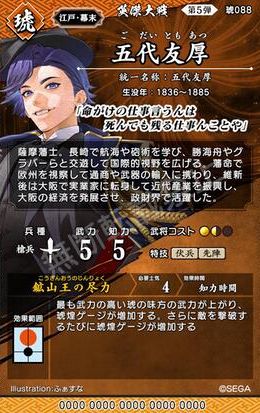 琥
江戸・幕末
英傑大戦
第5弾
琥088
ご だい とも あつ
五代友厚
統一名称：五代友厚
生没年：1836～1885
「命がけの仕事言うんは
死んでも残る仕事んことや」
薩摩藩士。長崎で航海や砲術を学び、勝海舟やグ
ラバーらと交遊して国際的視野を広げる。藩命で
欧州を視察して通商や武器の輸入に携わり、維新
後は大阪で実業家に転身して近代産業を振興し、
大阪の経済を発展させ、政財界で活躍した。
兵種 武力 知力 武将コスト
槍兵 5 5
特技 伏兵 先陣
こうざんおうのじんりょく 必要士気 効果時間
鉱山王の尽力 4 知力時間
効果範囲
最も武力の高い琥の味方の武力が上がり、
琥煌ゲージが増加する。さらに敵を撃破す
るたびに琥煌ゲージが増加する
Illustration:ふぁすな
©SEGA
0000 0000 0000 0000 0000